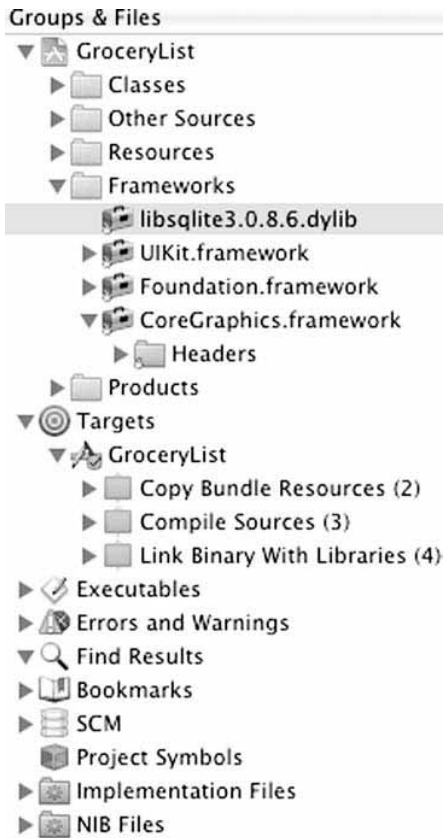 Groups & Files
GroceryList
Classes
Other Sources
Resources
Frameworks
libsqlite3.0.8.6.dylib
UIKit.framework
Foundation.framework
CoreGraphics.framework
Headers
Products
Targets
GroceryList
Copy Bundle Resources (2)
Compile Sources (3)
Link Binary With Libraries (4)
Executables
Errors and Warnings
Find Results
Bookmarks
SCM
Project Symbols
Implementation Files
NIB Files